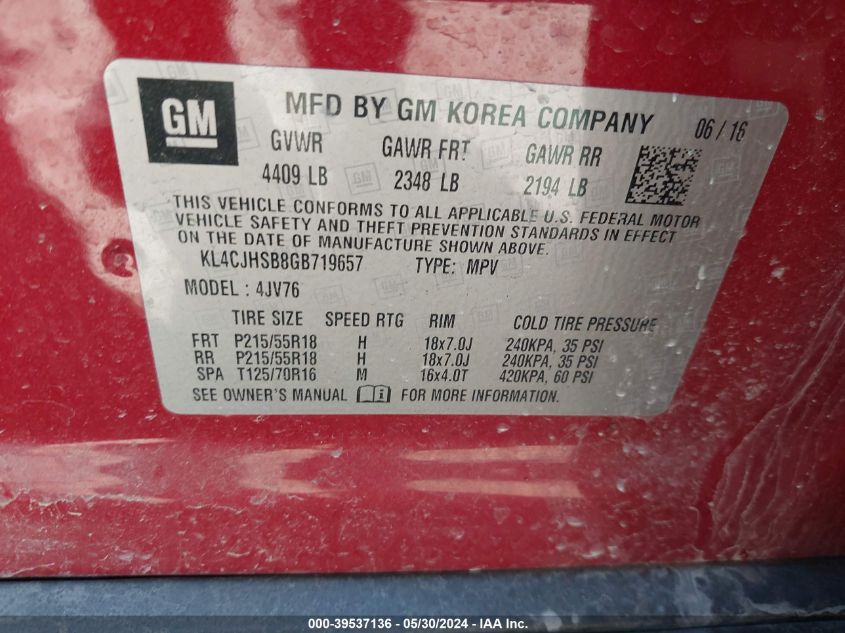 GM MFD BY GM KOREA COMPANY 06/16
GVWR GAWR FRT GAWR RR
4409 LB 2348 LB 2194 LB
THIS VEHICLE CONFORMS TO ALL APPLICABLE U.S. FEDERAL MOTOR
VEHICLE SAFETY AND THEFT PREVENTION STANDARDS IN EFFECT
ON THE DATE OF MANUFACTURE SHOWN ABOVE.
KL4CJHSB8GB719657 TYPE: MPV
MODEL : 4JV76
TIRE SIZE SPEED RTG RIM COLD TIRE PRESSURE
FRT P215/55R18 H 18x7.0J 240KPA, 35 PSI
RR P215/55R18 H 18x7.0J 240KPA, 35 PSI
SPA T125/70R16 M 16x4.0T 420KPA, 60 PSI
SEE OWNER'S MANUAL FOR MORE INFORMATION.
000-39537136 - 05/30/2024 - IAA Inc.